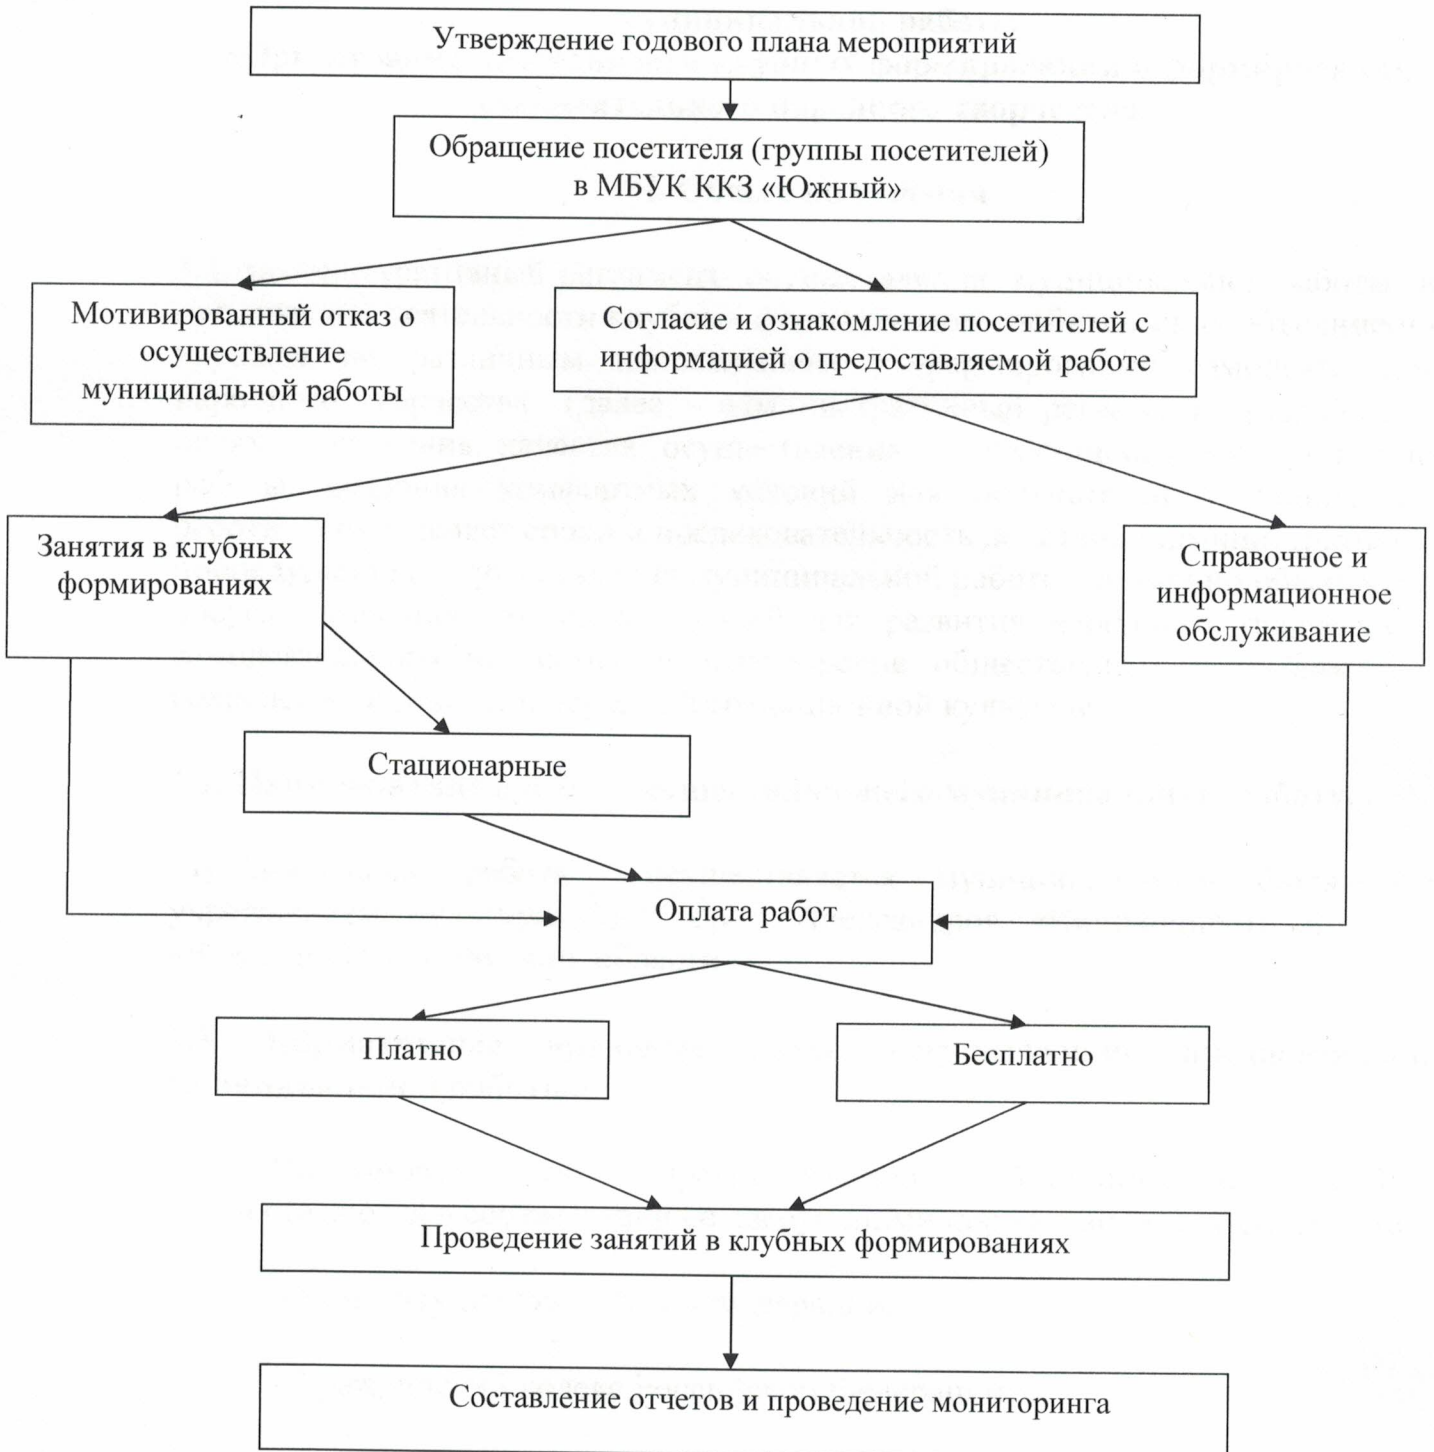 Утверждение годового плана мероприятий
Обращение посетителя (группы посетителей)
в МБУК ККЗ «Южный»
Мотивированный отказ о
осуществление
муниципальной работы
Согласие и ознакомление посетителей с
информацией о предоставляемой работе
Занятия в клубных
формированиях
Справочное и
информационное
обслуживание
Стационарные
Оплата работ
Платно
Бесплатно
Проведение занятий в клубных формированиях
Составление отчетов и проведение мониторинга